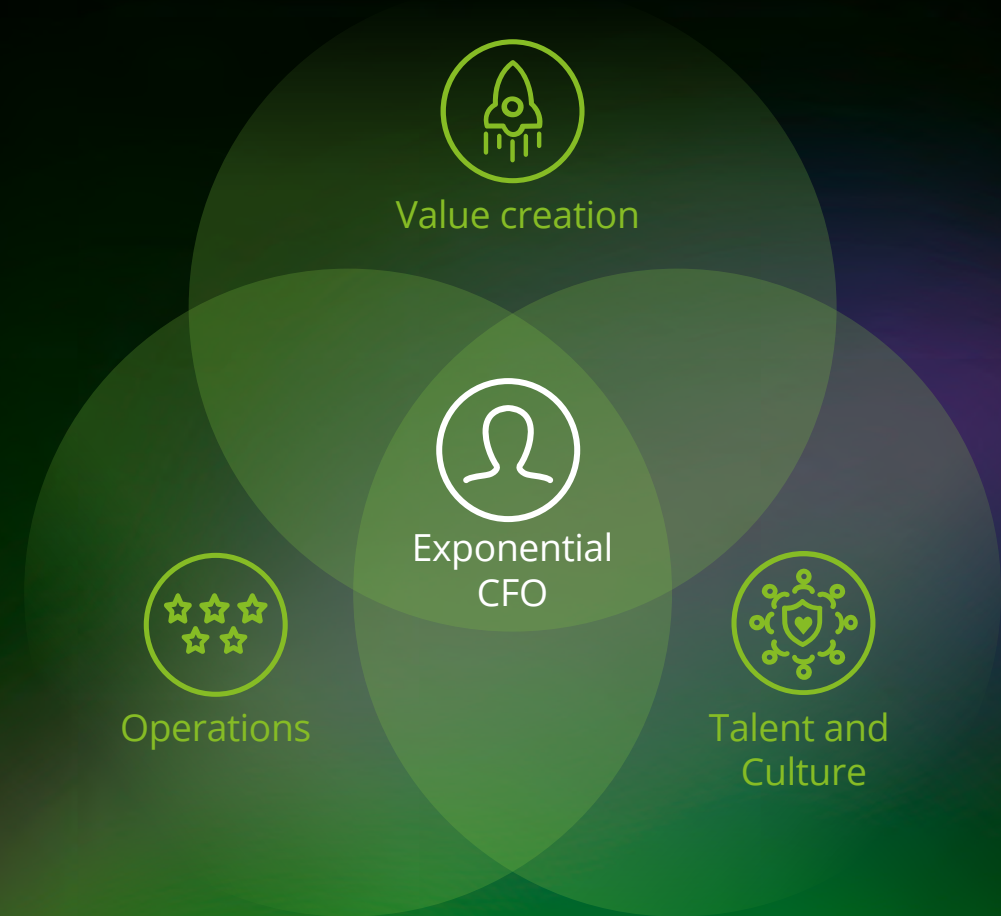 Value creation
Exponential
CFO
Operations
Talent and
Culture